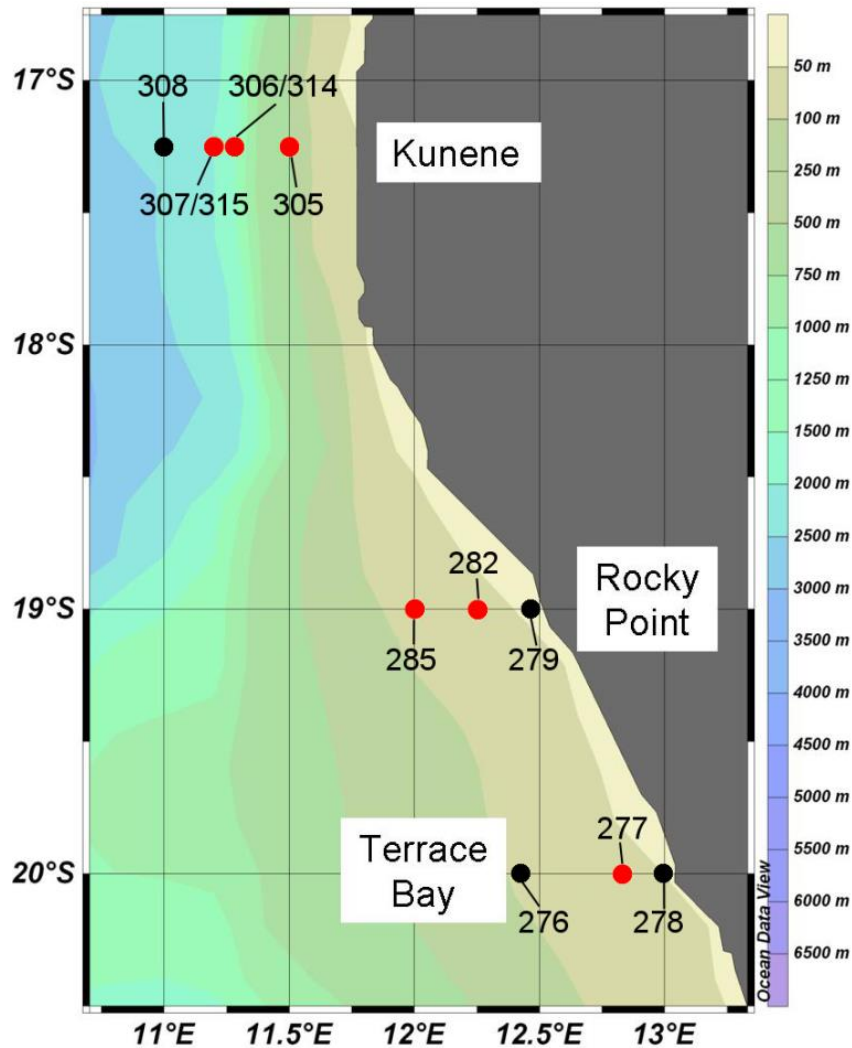 17°S
18°S
19°S
20°S
308
306/314
307/315
305
Kunene
282
285
279
Rocky
Point
277
Terrace
Bay
276
278
11°E
11.5°E
12°E
12.5°E
13°E
50 m
100 m
250 m
500 m
750 m
1000 m
1250 m
1500 m
2000 m
2500 m
3000 m
3500 m
4000 m
4500 m
5000 m
5500 m
6000 m
6500 m
Ocean Data View